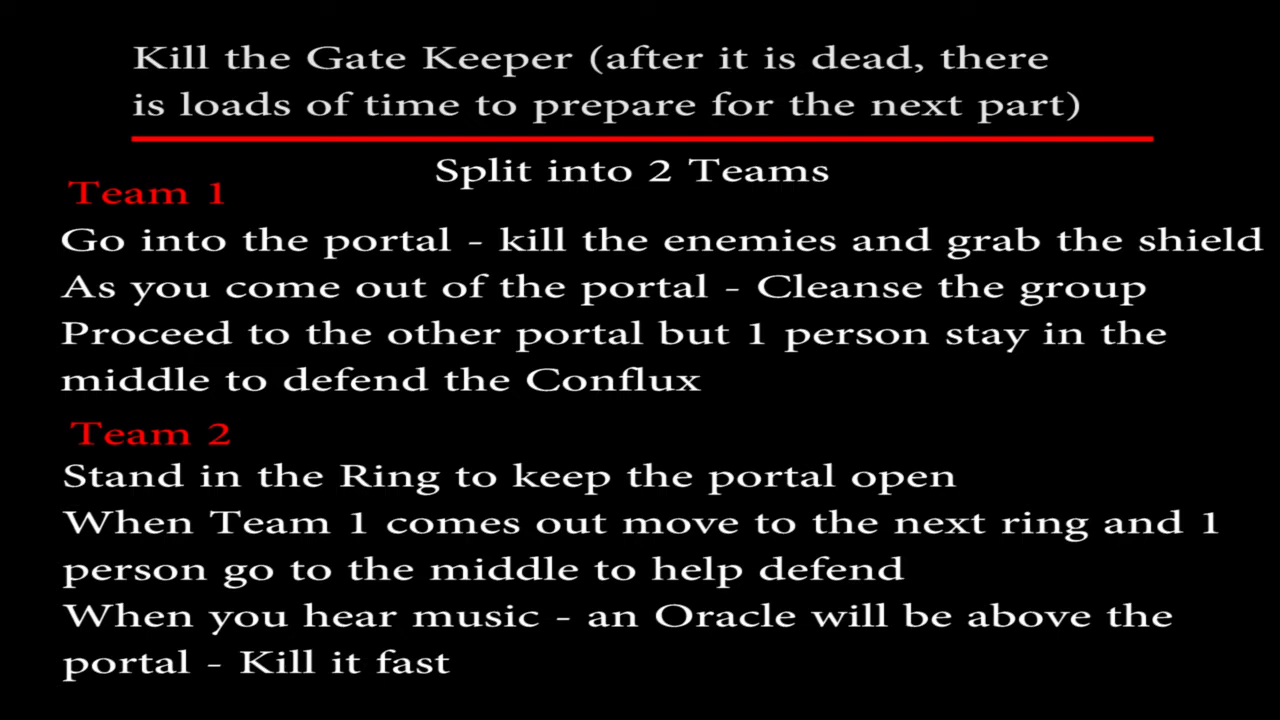 Kill the Gate Keeper (after it is dead, there
is loads of time to prepare for the next part)
Split into 2 Teams
Team 1
Go into the portal - kill the enemies and grab the shield
As you come out of the portal - Cleanse the group
Proceed to the other portal but 1 person stay in the
middle to defend the Conflux
Team 2
Stand in the Ring to keep the portal open
When Team 1 comes out move to the next ring and 1
person go to the middle to help defend
When you hear music - an Oracle will be above the
portal - Kill it fast